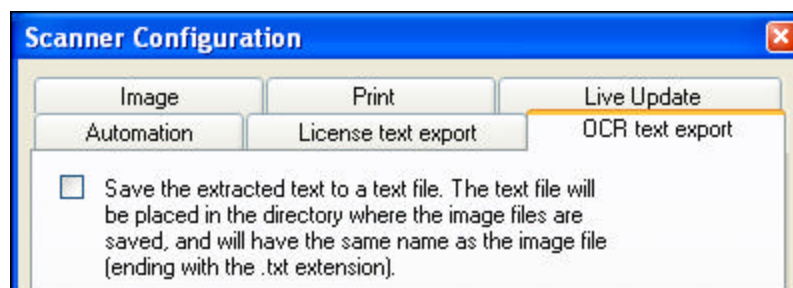 Scanner Configuration
Image Print Live Update
Automation License text export OCR text export
Save the extracted text to a text file. The text file will
be placed in the directory where the image files are
saved, and will have the same name as the image file
(ending with the .txt extension).